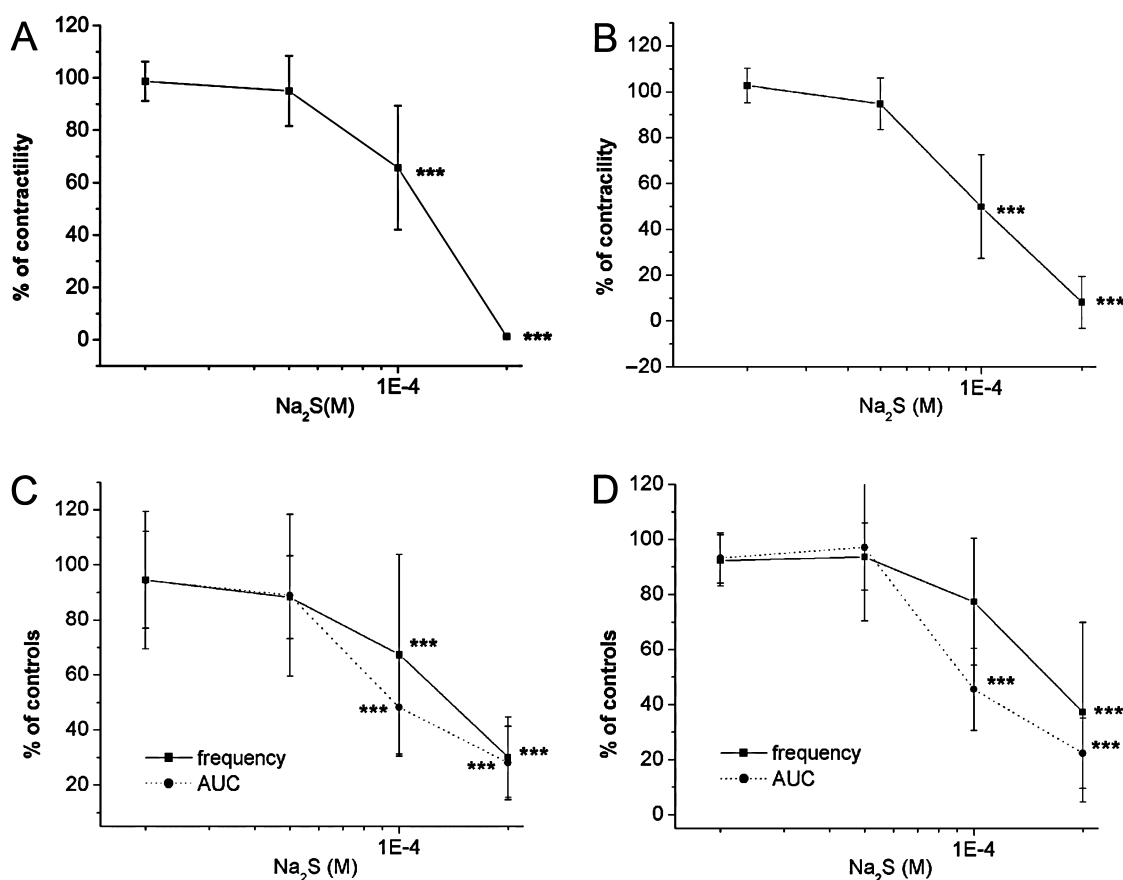 A
120
100
80
60
40
20
0
% of contractility
***
***
1E-4
Na₂S(M)
B
100
80
60
40
20
0
−20
% of contracility
***
***
1E-4
Na₂S (M)
C
120
100
80
60
40
20
% of controls
***
***
***
***
frequency
AUC
1E-4
Na₂S (M)
D
120
100
80
60
40
20
0
% of controls
***
***
***
frequency
AUC
1E-4
Na₂S (M)